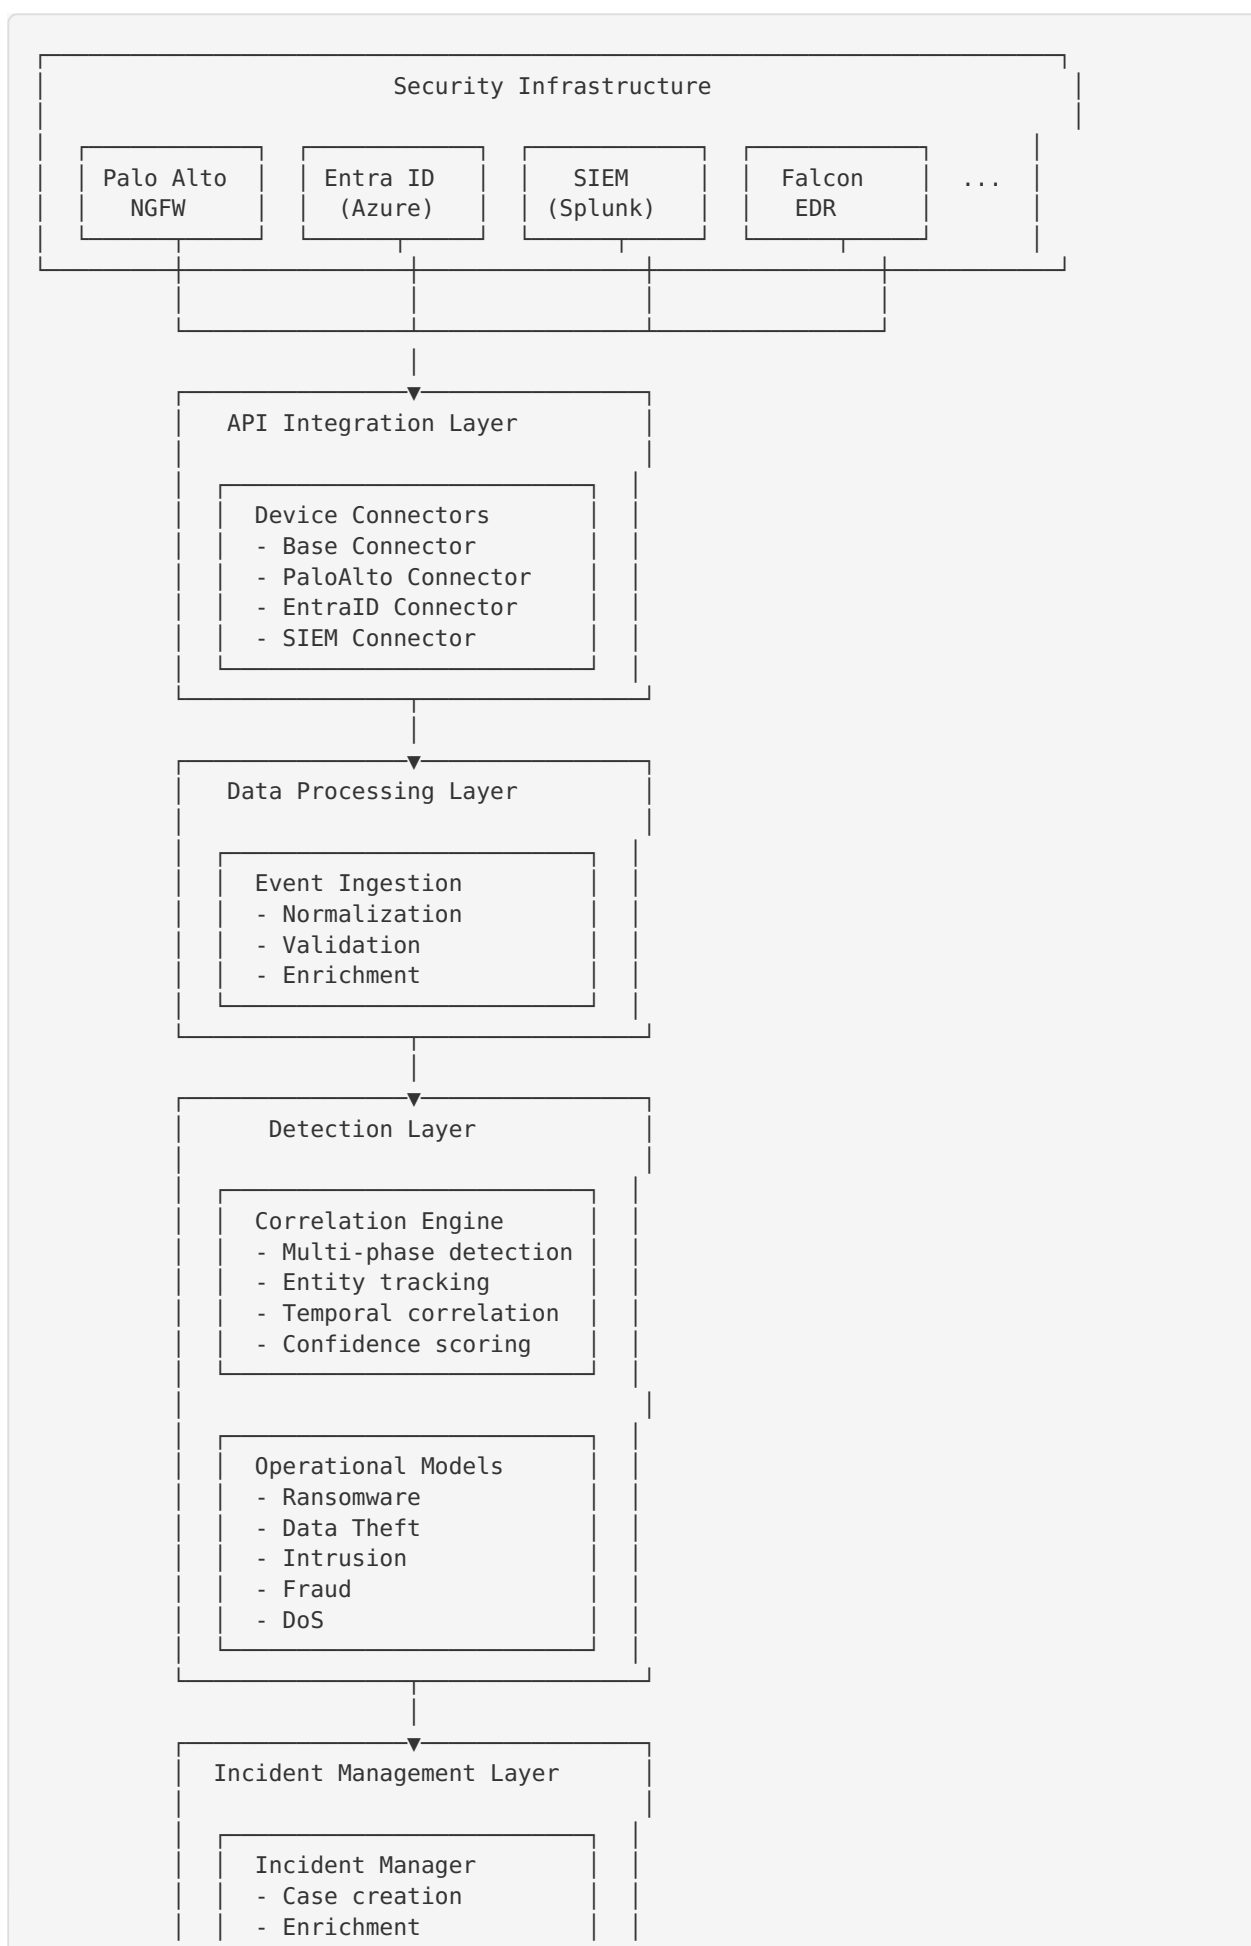 Security Infrastructure
Palo Alto Entra ID SIEM Falcon ...
NGFW (Azure) (Splunk) EDR
API Integration Layer
Device Connectors
- Base Connector
- PaloAlto Connector
- EntraID Connector
- SIEM Connector
Data Processing Layer
Event Ingestion
- Normalization
- Validation
- Enrichment
Detection Layer
Correlation Engine
- Multi-phase detection
- Entity tracking
- Temporal correlation
- Confidence scoring
Operational Models
- Ransomware
- Data Theft
- Intrusion
- Fraud
- DoS
Incident Management Layer
Incident Manager
- Case creation
- Enrichment